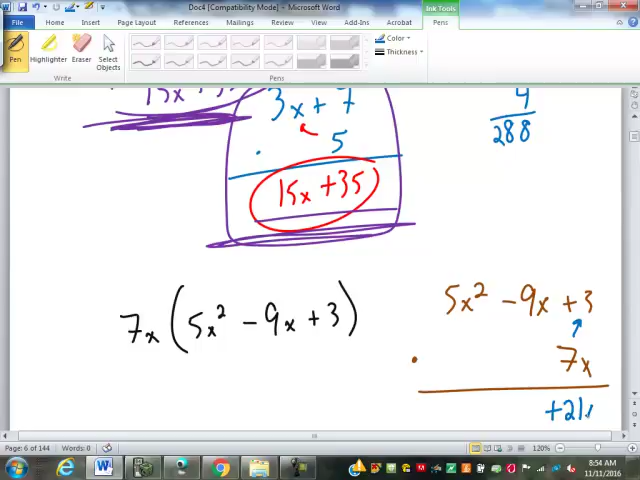 Doc4 [Compatibility Mode] - Microsoft Word
Ink Tools
File Home Insert Page Layout References Mailings Review View Add-Ins Acrobat Pens
Pen Highlighter Eraser Select Objects
Color
Thickness
Write Pens
3x + 7
5
15x + 35
4
288
7x (5x² - 9x + 3)
5x² - 9x + 3
· 7x
+21
Page: 6 of 144 Words: 0 120%
8:54 AM
11/11/2016